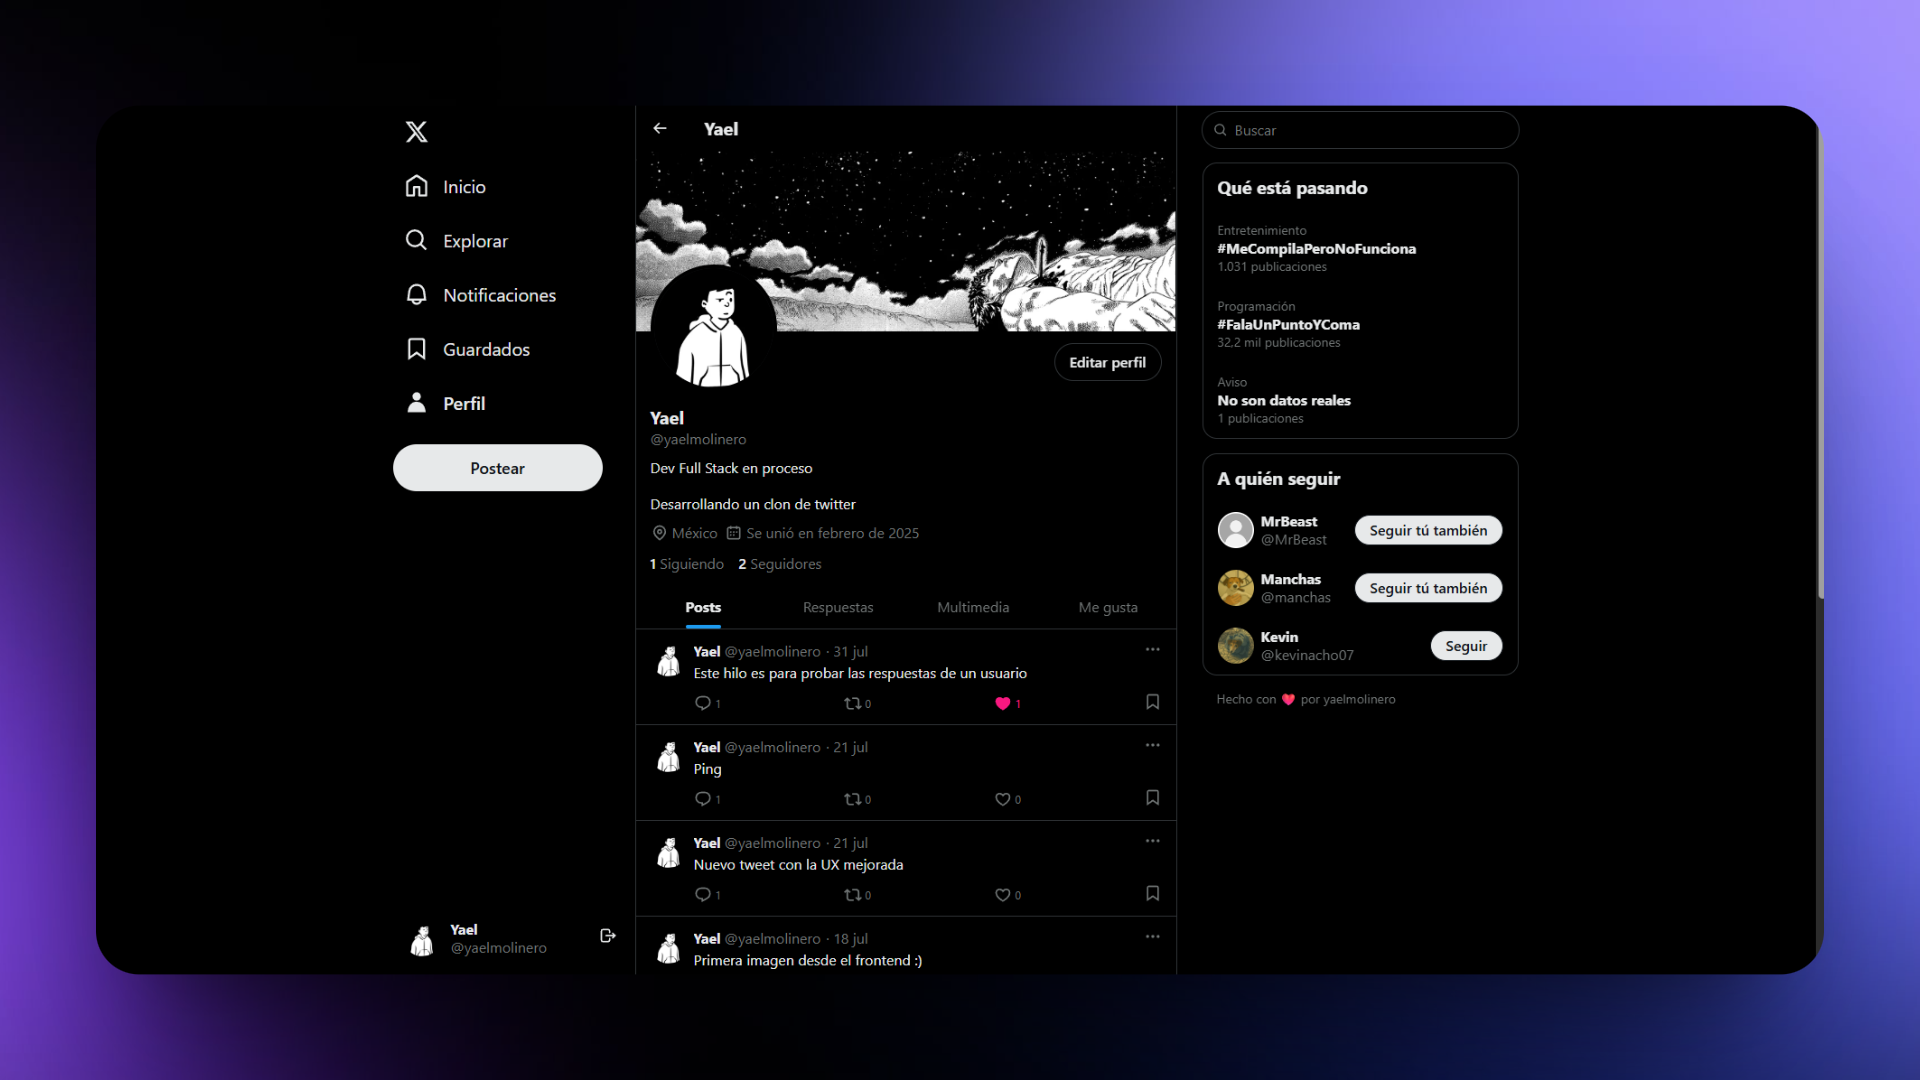 Inicio
Explorar
Notificaciones
Guardados
Perfil
Postear
Yael
@yaelmolinero
Yael
Editar perfil
Yael
@yaelmolinero
Dev Full Stack en proceso
Desarrollando un clon de twitter
México Se unió en febrero de 2025
1 Siguiendo 2 Seguidores
Posts Respuestas Multimedia Me gusta
Yael @yaelmolinero · 31 jul
Este hilo es para probar las respuestas de un usuario
1 0 1
Yael @yaelmolinero · 21 jul
Ping
1 0 0
Yael @yaelmolinero · 21 jul
Nuevo tweet con la UX mejorada
1 0 0
Yael @yaelmolinero · 18 jul
Primera imagen desde el frontend :)
Buscar
Qué está pasando
Entretenimiento
#MeCompilaPeroNoFunciona
1.031 publicaciones
Programación
#FalaUnPuntoYComa
32,2 mil publicaciones
Aviso
No son datos reales
1 publicaciones
A quién seguir
MrBeast
@MrBeast
Seguir tú también
Manchas
@manchas
Seguir tú también
Kevin
@kevinacho07
Seguir
Hecho con ❤️ por yaelmolinero